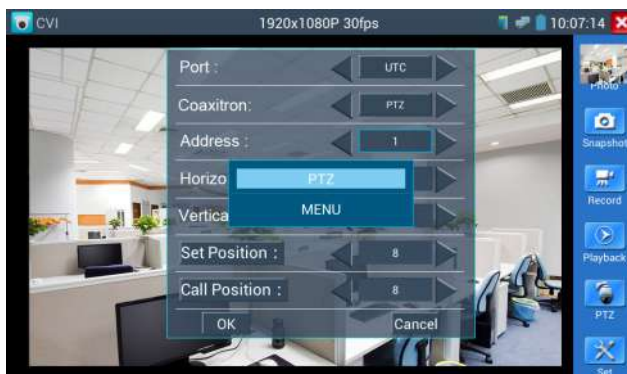 CVI 1920x1080P 30fps 10:07:14
Port : UTC
Coaxitron: PTZ
Address : 1
Horizo
PTZ
MENU
Vertica
Set Position : 8
Call Position : 8
OK Cancel
Photo
Snapshot
Record
Playback
PTZ
Set